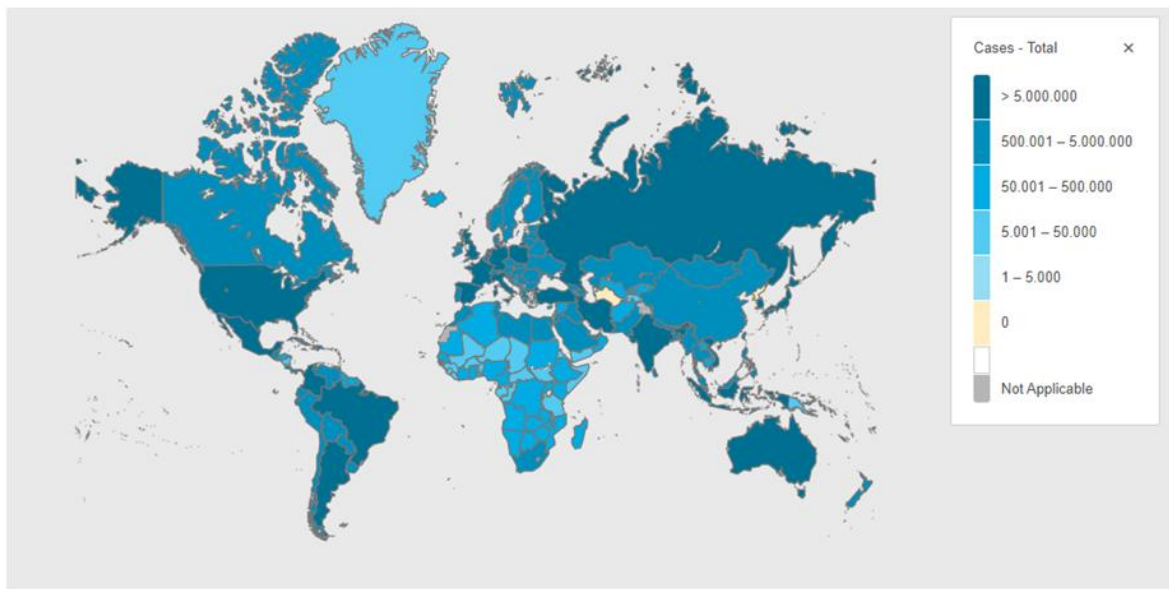 Cases - Total ×
> 5.000.000
500.001 – 5.000.000
50.001 – 500.000
5.001 – 50.000
1 – 5.000
0
Not Applicable